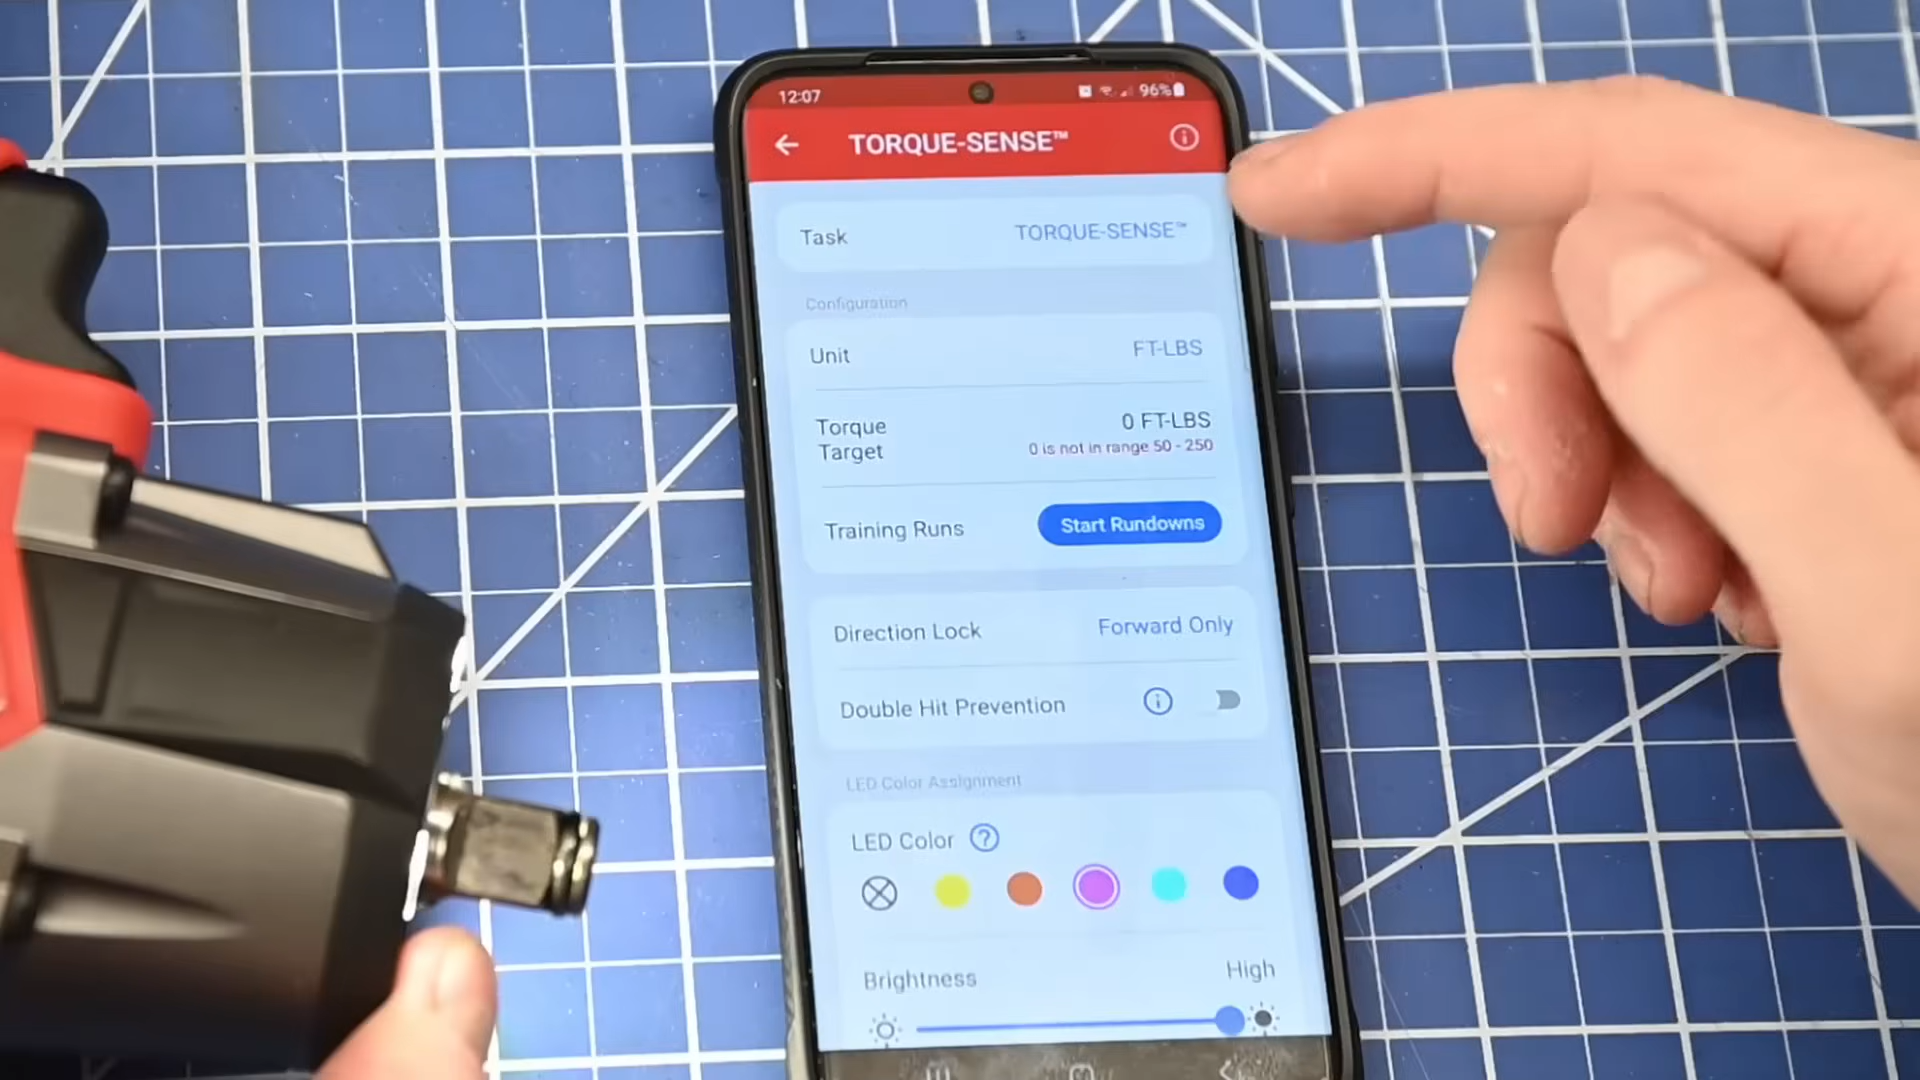 12:07 96%
TORQUE-SENSE™
Task TORQUE-SENSE™
Configuration
Unit FT-LBS
Torque Target 0 FT-LBS
0 is not in range 50 - 250
Training Runs Start Rundowns
Direction Lock Forward Only
Double Hit Prevention
LED Color Assignment
LED Color ?
Brightness High